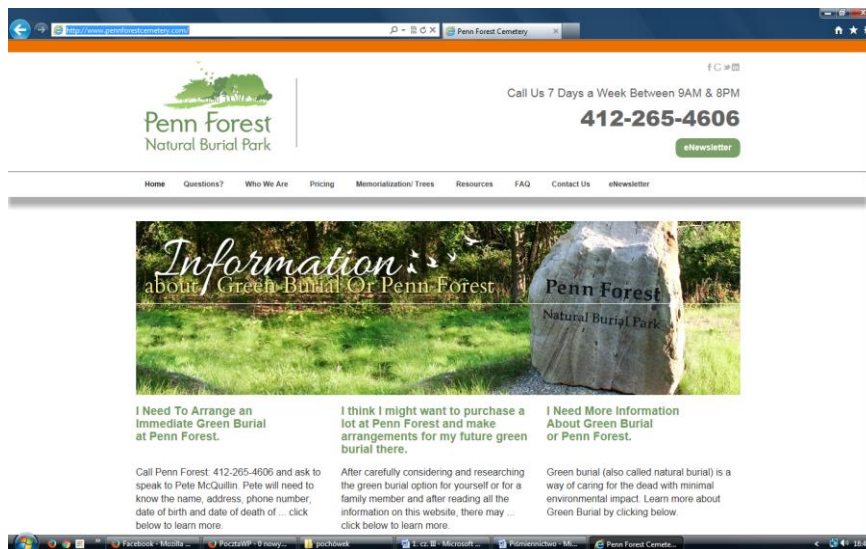 http://www.pennforestcemetery.com/
Penn Forest Cemetery
Call Us 7 Days a Week Between 9AM & 8PM
412-265-4606
eNewsletter
Penn Forest
Natural Burial Park
Home Questions? Who We Are Pricing Memorialization/ Trees Resources FAQ Contact Us eNewsletter
Information
about Green Burial Or Penn Forest
Penn Forest
Natural Burial Park
I Need To Arrange an
Immediate Green Burial
at Penn Forest.
Call Penn Forest: 412-265-4606 and ask to
speak to Pete McQuillin. Pete will need to
know the name, address, phone number,
date of birth and date of death of ... click
below to learn more.
I think I might want to purchase a
lot at Penn Forest and make
arrangements for my future green
burial there.
After carefully considering and researching
the green burial option for yourself or for a
family member and after reading all the
information on this website, there may ...
click below to learn more.
I Need More Information
About Green Burial
or Penn Forest.
Green burial (also called natural burial) is a
way of caring for the dead with minimal
environmental impact. Learn more about
Green Burial by clicking below.
Facebook - Mozilla ... PocztaWP - 0 nowy... pochówek 1. cz. III - Microsoft ... Piśmiennictwo - Mi... Penn Forest Cemete...